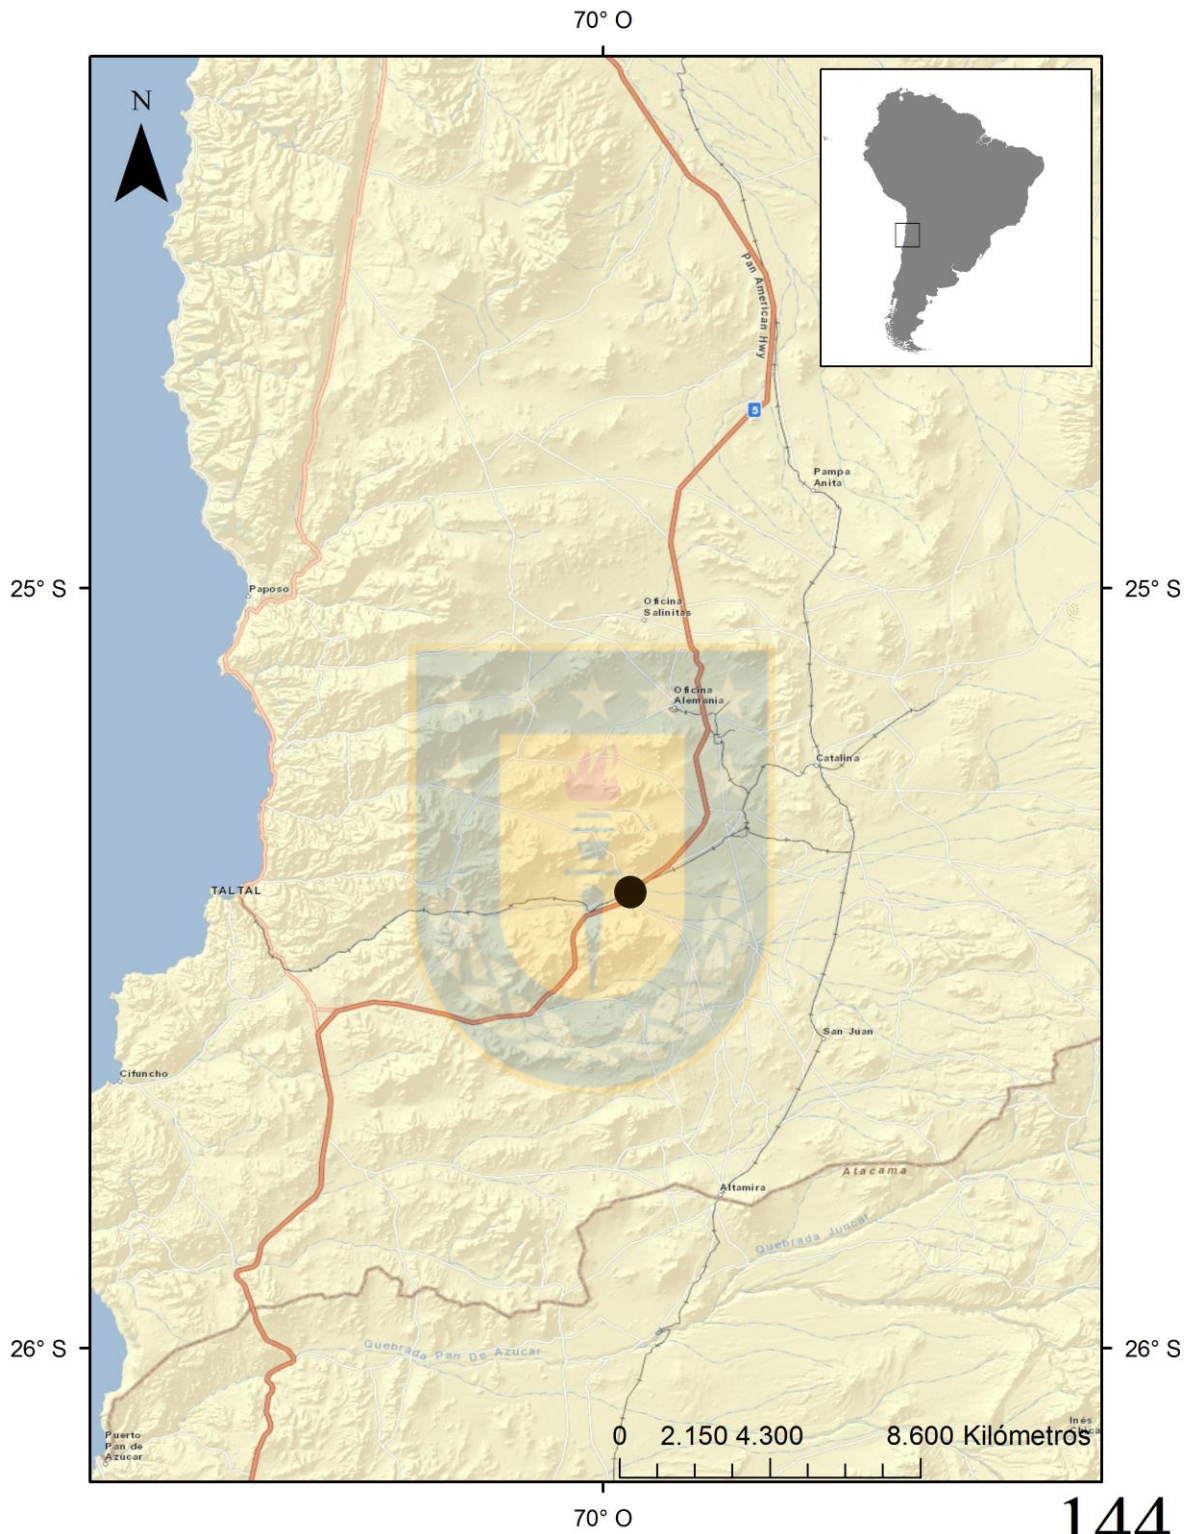 70° O
N
Pan American Hwy
5
Pampa
Anita
25° S
25° S
Paposo
Oficina
Salinitas
Oficina
Alemania
Catalina
TALTAL
San Juan
Cifuncho
Atacama
Altamira
Quebrada Juncal
26° S
26° S
Quebrada Pan De Azucar
Inés
Chica
0 2.150 4.300 8.600 Kilómetros
Puerto
Pan de
Azucar
70° O
144